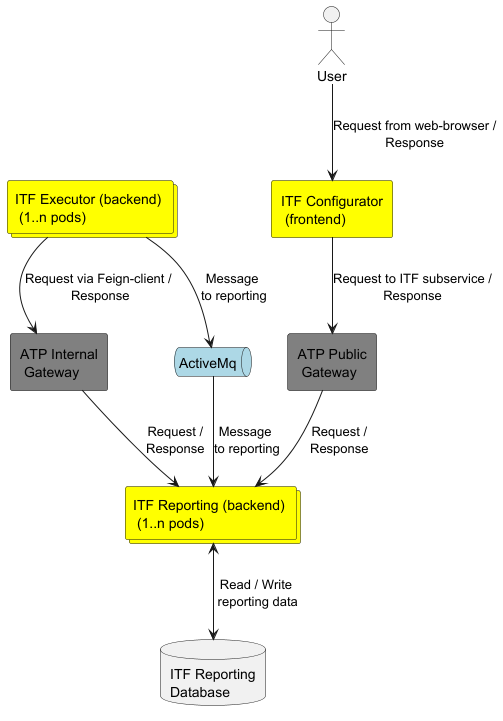 User
Request from web-browser /
Response
ITF Executor (backend)
(1..n pods)
ITF Configurator
(frontend)
Request via Feign-client /
Response
Message
to reporting
Request to ITF subservice /
Response
ATP Internal
Gateway
ActiveMq
ATP Public
Gateway
Request /
Response
Message
to reporting
Request /
Response
ITF Reporting (backend)
(1..n pods)
Read / Write
reporting data
ITF Reporting
Database